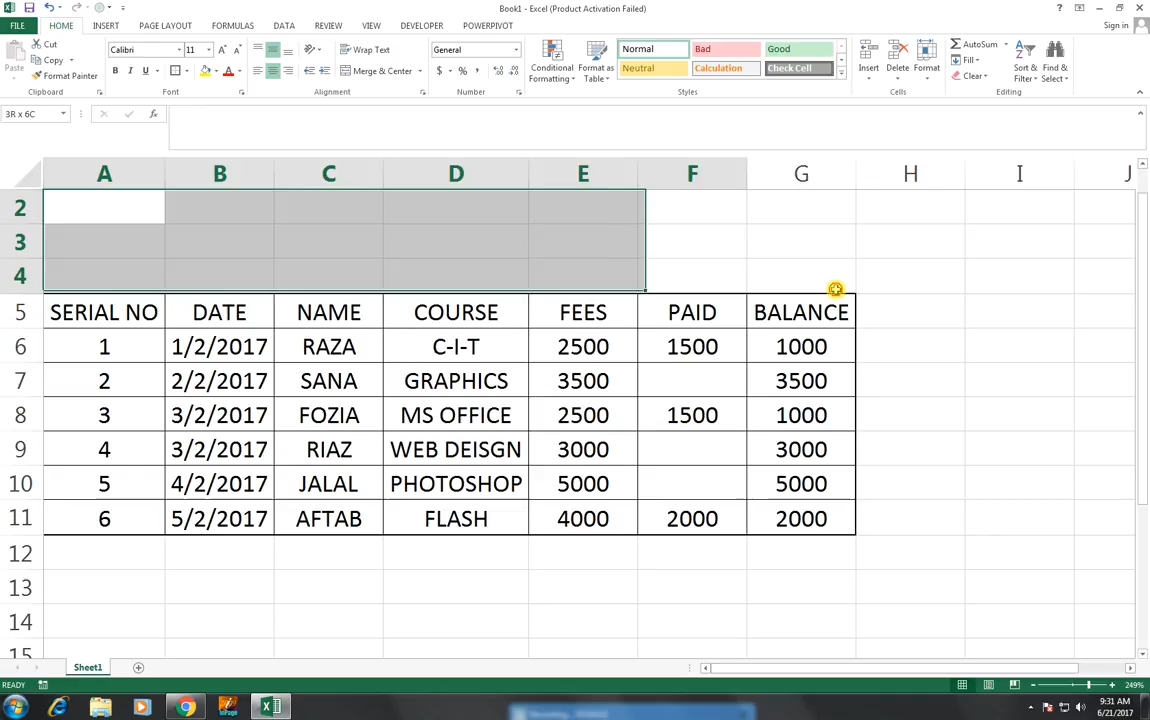 Book1 - Excel (Product Activation Failed)
FILE HOME INSERT PAGE LAYOUT FORMULAS DATA REVIEW VIEW DEVELOPER POWERPIVOT Sign in
Cut
Copy
Format Painter
Paste
Clipboard
Calibri 11
B I U
Font
Wrap Text
Merge & Center
Alignment
General
$ % ,
Number
Conditional Formatting
Format as Table
Normal Bad Good
Neutral Calculation Check Cell
Styles
Insert Delete Format
Cells
AutoSum
Fill
Clear
Sort & Filter
Find & Select
Editing
3R x 6C fx
A B C D E F G H I J
2
3
4
5 SERIAL NO DATE NAME COURSE FEES PAID BALANCE
6 1 1/2/2017 RAZA C-I-T 2500 1500 1000
7 2 2/2/2017 SANA GRAPHICS 3500 3500
8 3 3/2/2017 FOZIA MS OFFICE 2500 1500 1000
9 4 3/2/2017 RIAZ WEB DEISGN 3000 3000
10 5 4/2/2017 JALAL PHOTOSHOP 5000 5000
11 6 5/2/2017 AFTAB FLASH 4000 2000 2000
12
13
14
15
Sheet1
READY 249%
InPage
9:31 AM
6/21/2017